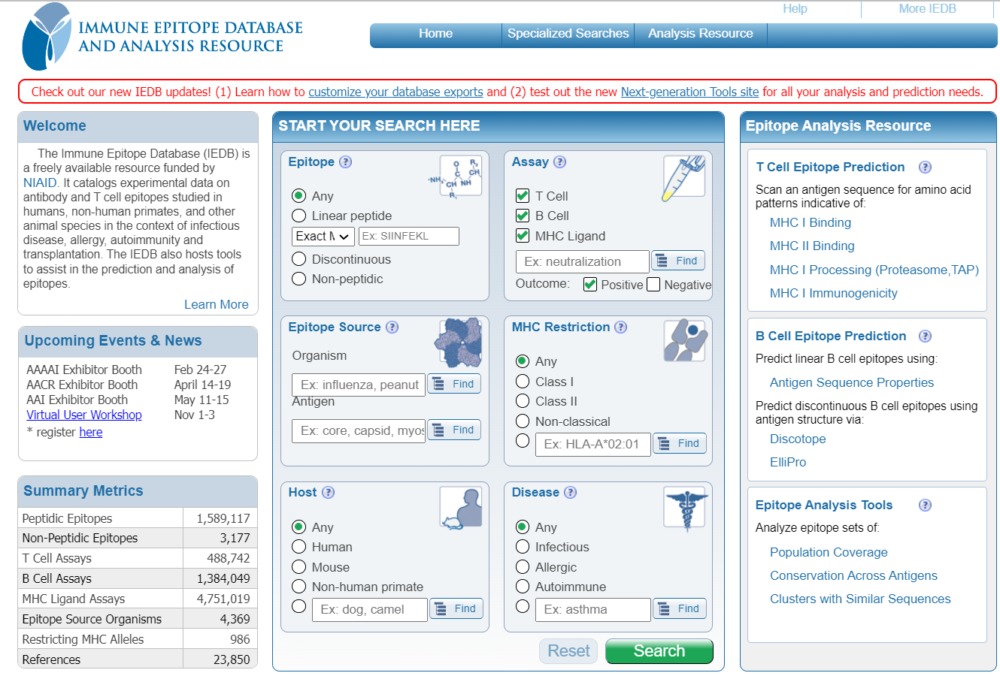 Help
More IEDB
IMMUNE EPITOPE DATABASE
AND ANALYSIS RESOURCE
Home
Specialized Searches
Analysis Resource
Check out our new IEDB updates! (1) Learn how to customize your database exports and (2) test out the new Next-generation Tools site for all your analysis and prediction needs.
Welcome
The Immune Epitope Database (IEDB) is
a freely available resource funded by
NIAID. It catalogs experimental data on
antibody and T cell epitopes studied in
humans, non-human primates, and other
animal species in the context of infectious
disease, allergy, autoimmunity and
transplantation. The IEDB also hosts tools
to assist in the prediction and analysis of
epitopes.
Learn More
Upcoming Events & News
AAAAI Exhibitor Booth Feb 24-27
AACR Exhibitor Booth April 14-19
AAI Exhibitor Booth May 11-15
Virtual User Workshop Nov 1-3
* register here
Summary Metrics
Peptidic Epitopes 1,589,117
Non-Peptidic Epitopes 3,177
T Cell Assays 488,742
B Cell Assays 1,384,049
MHC Ligand Assays 4,751,019
Epitope Source Organisms 4,369
Restricting MHC Alleles 986
References 23,850
START YOUR SEARCH HERE
Epitope ?
Any
Linear peptide
Exact M Ex: SIINFEKL
Discontinuous
Non-peptidic
Assay ?
T Cell
B Cell
MHC Ligand
Ex: neutralization Find
Outcome: Positive Negative
Epitope Source ?
Organism
Ex: influenza, peanut Find
Antigen
Ex: core, capsid, myos Find
MHC Restriction ?
Any
Class I
Class II
Non-classical
Ex: HLA-A*02:01 Find
Host ?
Any
Human
Mouse
Non-human primate
Ex: dog, camel Find
Disease ?
Any
Infectious
Allergic
Autoimmune
Ex: asthma Find
Reset
Search
Epitope Analysis Resource
T Cell Epitope Prediction ?
Scan an antigen sequence for amino acid
patterns indicative of:
MHC I Binding
MHC II Binding
MHC I Processing (Proteasome,TAP)
MHC I Immunogenicity
B Cell Epitope Prediction ?
Predict linear B cell epitopes using:
Antigen Sequence Properties
Predict discontinuous B cell epitopes using
antigen structure via:
Discotope
ElliPro
Epitope Analysis Tools ?
Analyze epitope sets of:
Population Coverage
Conservation Across Antigens
Clusters with Similar Sequences